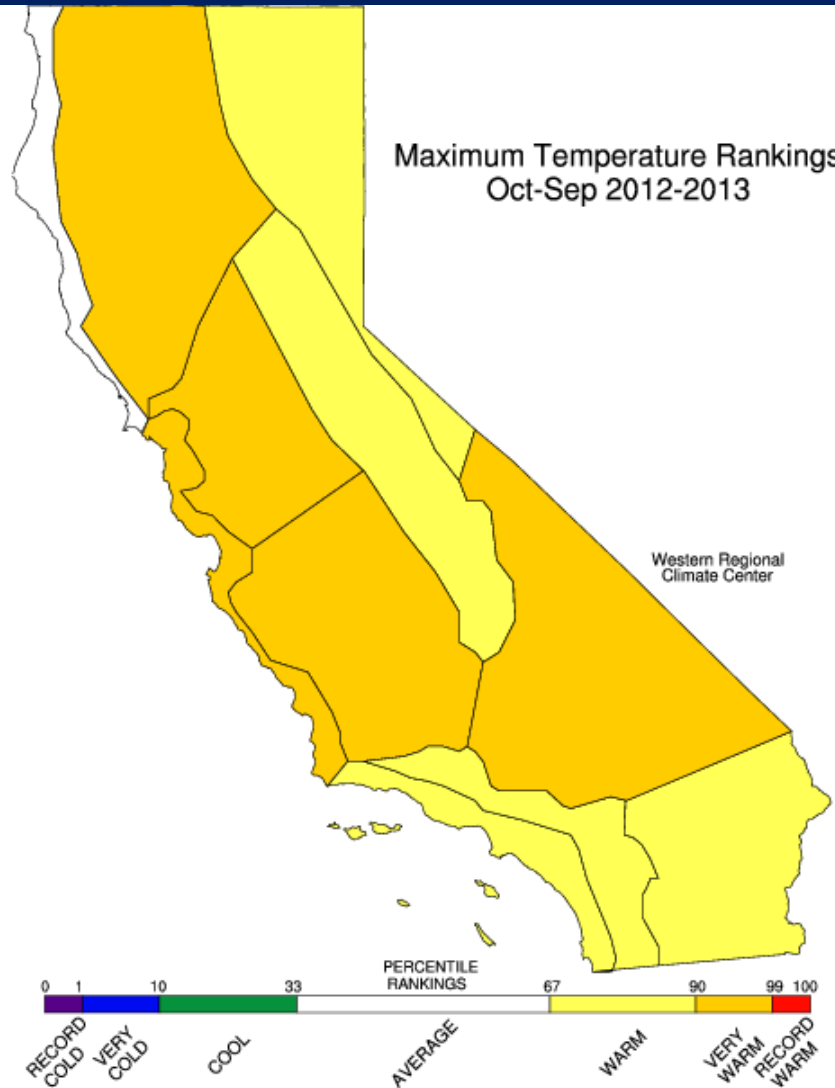 Maximum Temperature Rankings
Oct-Sep 2012-2013
Western Regional
Climate Center
PERCENTILE
RANKINGS
0 1 10 33 67 90 99 100
RECORD
COLD
VERY
COLD
COOL
AVERAGE
WARM
VERY
WARM
RECORD
WARM